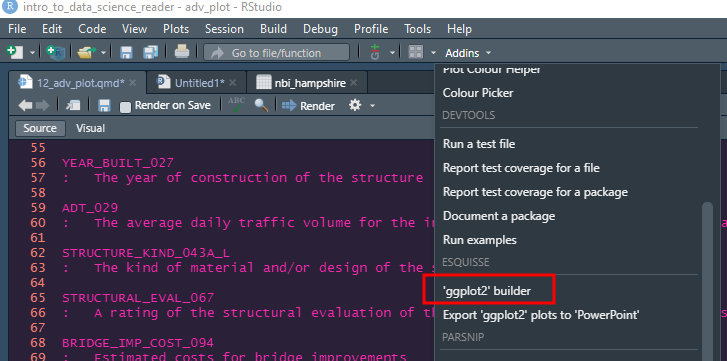 intro_to_data_science_reader - adv_plot - RStudio
File Edit Code View Plots Session Build Debug Profile Tools Help
Go to file/function Addins
12_adv_plot.qmd* Untitled1* nbi_hampshire
Render on Save ABC Render
Source Visual
55
56 YEAR_BUILT_027
57 : The year of construction of the structure
58
59 ADT_029
60 : The average daily traffic volume for the
61
62 STRUCTURE_KIND_043A_L
63 : The kind of material and/or design of the
64
65 STRUCTURAL_EVAL_067
66 : A rating of the structural evaluation of
67
68 BRIDGE_IMP_COST_094
69 : Estimated costs for bridge improvements
Plot Colour Helper
Colour Picker
DEVTOOLS
Run a test file
Report test coverage for a file
Report test coverage for a package
Document a package
Run examples
ESQUISSE
'ggplot2' builder
Export 'ggplot2' plots to 'PowerPoint'
PARSNIP